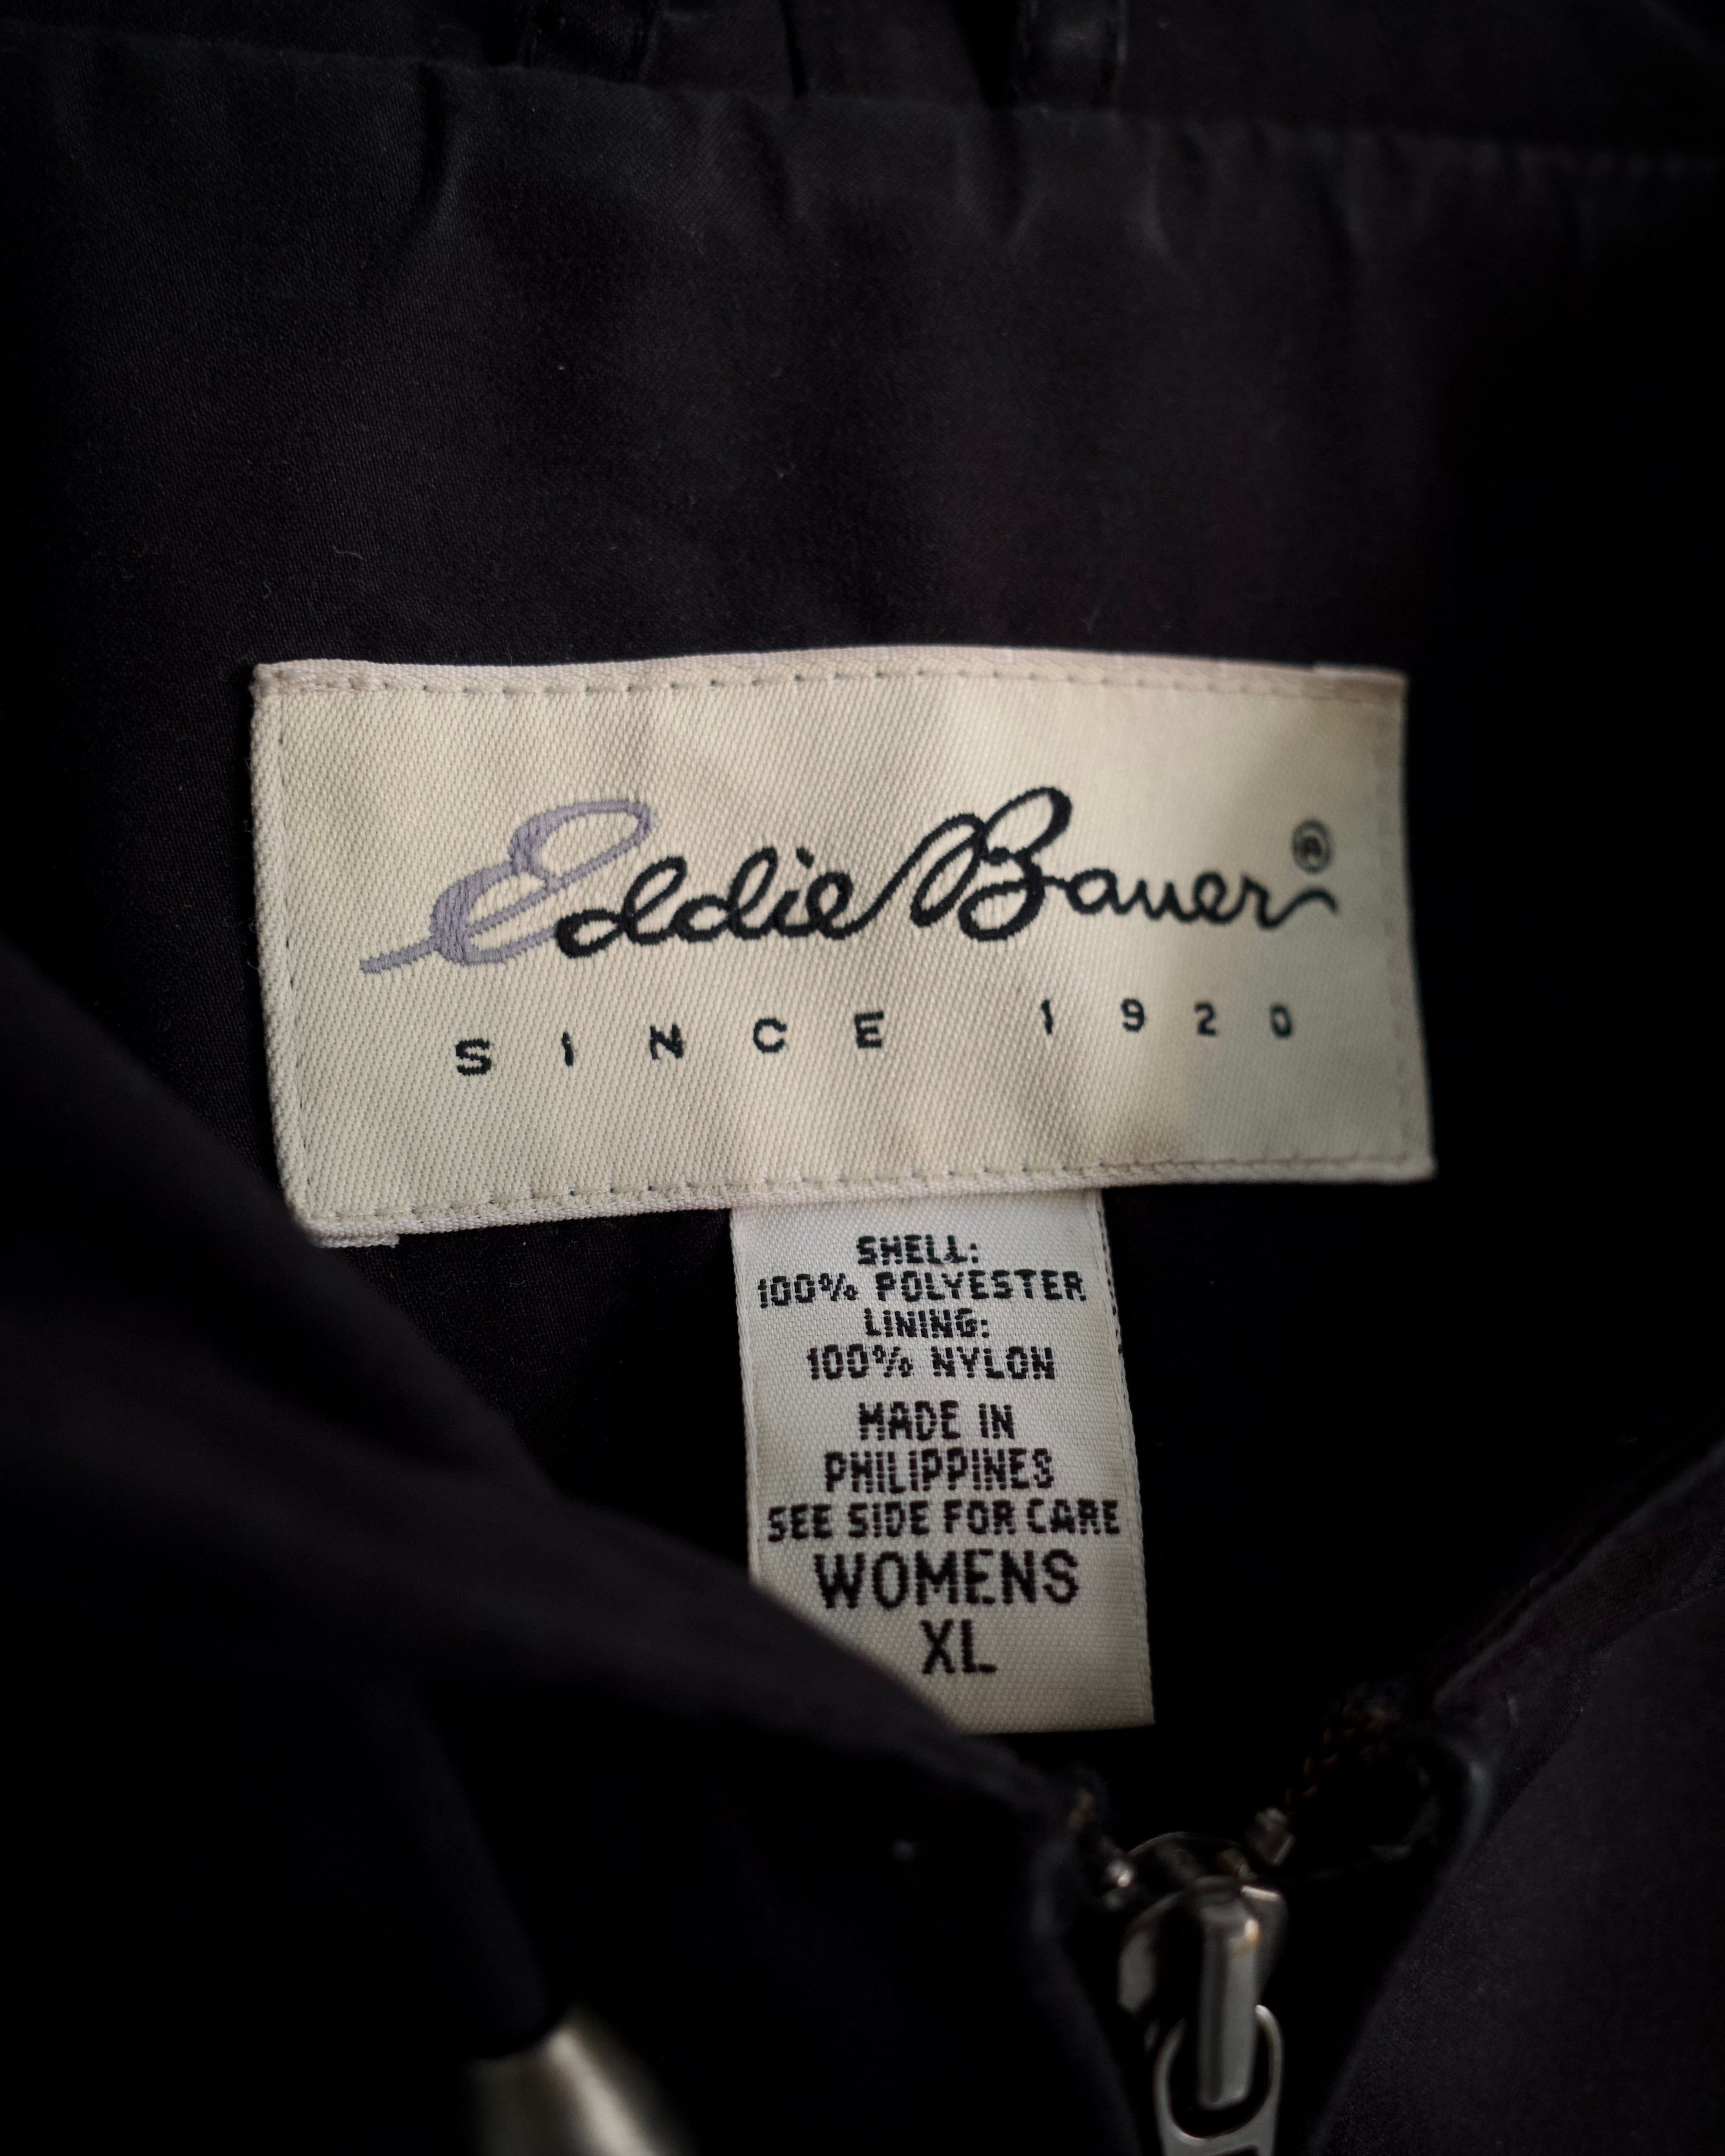 Eddie Bauer®
SINCE 1920
SHELL:
100% POLYESTER
LINING:
100% NYLON
MADE IN
PHILIPPINES
SEE SIDE FOR CARE
WOMENS
XL